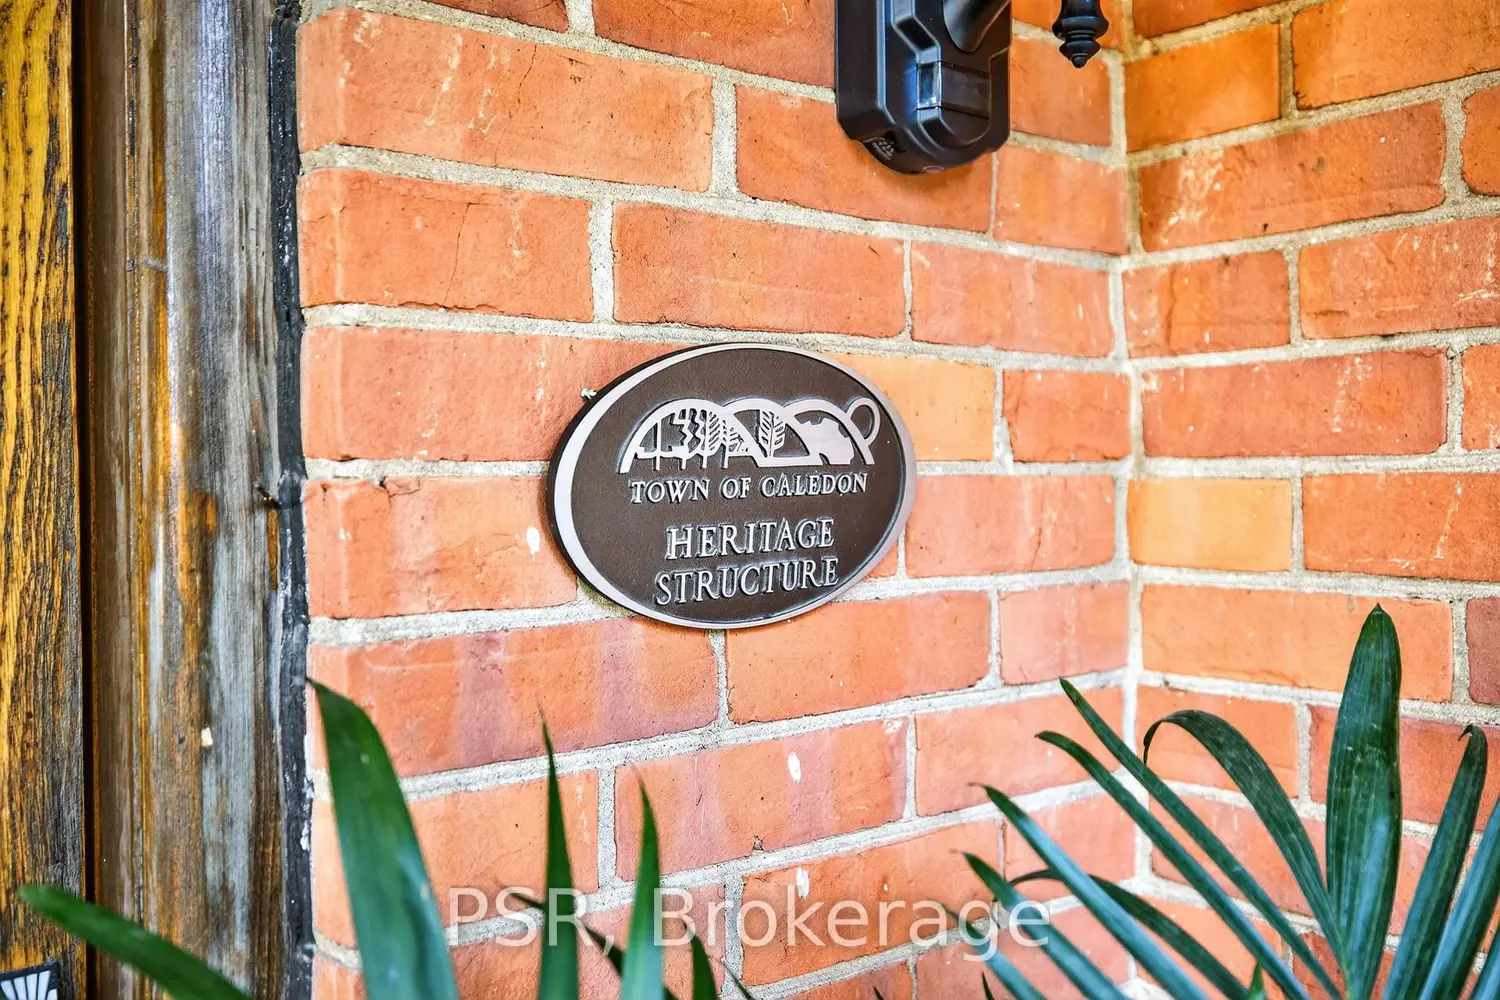 TOWN OF CALEDON
HERITAGE
STRUCTURE
PSR, Brokerage